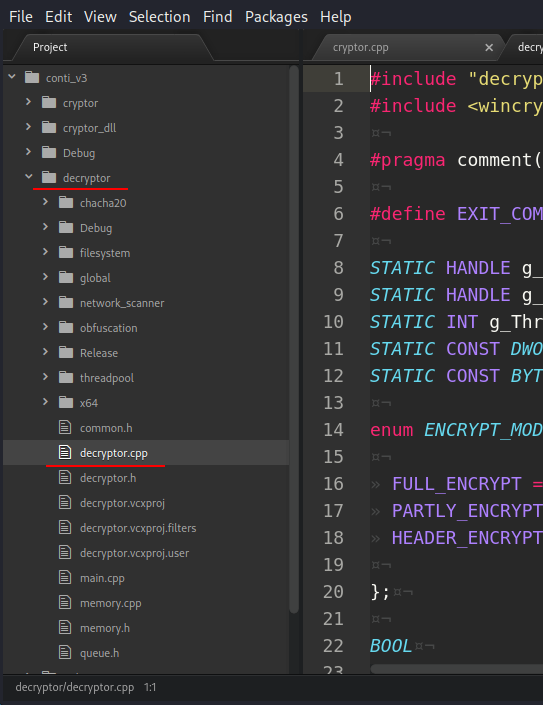 File Edit View Selection Find Packages Help
Project
cryptor.cpp
decry
conti_v3
cryptor
cryptor_dll
Debug
decryptor
chacha20
Debug
filesystem
global
network_scanner
obfuscation
Release
threadpool
x64
common.h
decryptor.cpp
decryptor.h
decryptor.vcxproj
decryptor.vcxproj.filters
decryptor.vcxproj.user
main.cpp
memory.cpp
memory.h
queue.h
1 #include "decryp
2 #include <wincry
3 ¤¬
4 #pragma comment(
5 ¤¬
6 #define EXIT_COM
7 ¤¬
8 STATIC HANDLE g_
9 STATIC HANDLE g_
10 STATIC INT g_Thr
11 STATIC CONST DWO
12 STATIC CONST BYT
13 ¤¬
14 enum ENCRYPT_MOD
15 ¤¬
16 » FULL_ENCRYPT =
17 » PARTLY_ENCRYPT
18 » HEADER_ENCRYPT
19 ¤¬
20 };¤¬
21 ¤¬
22 BOOL¤¬
23
decryptor/decryptor.cpp 1:1